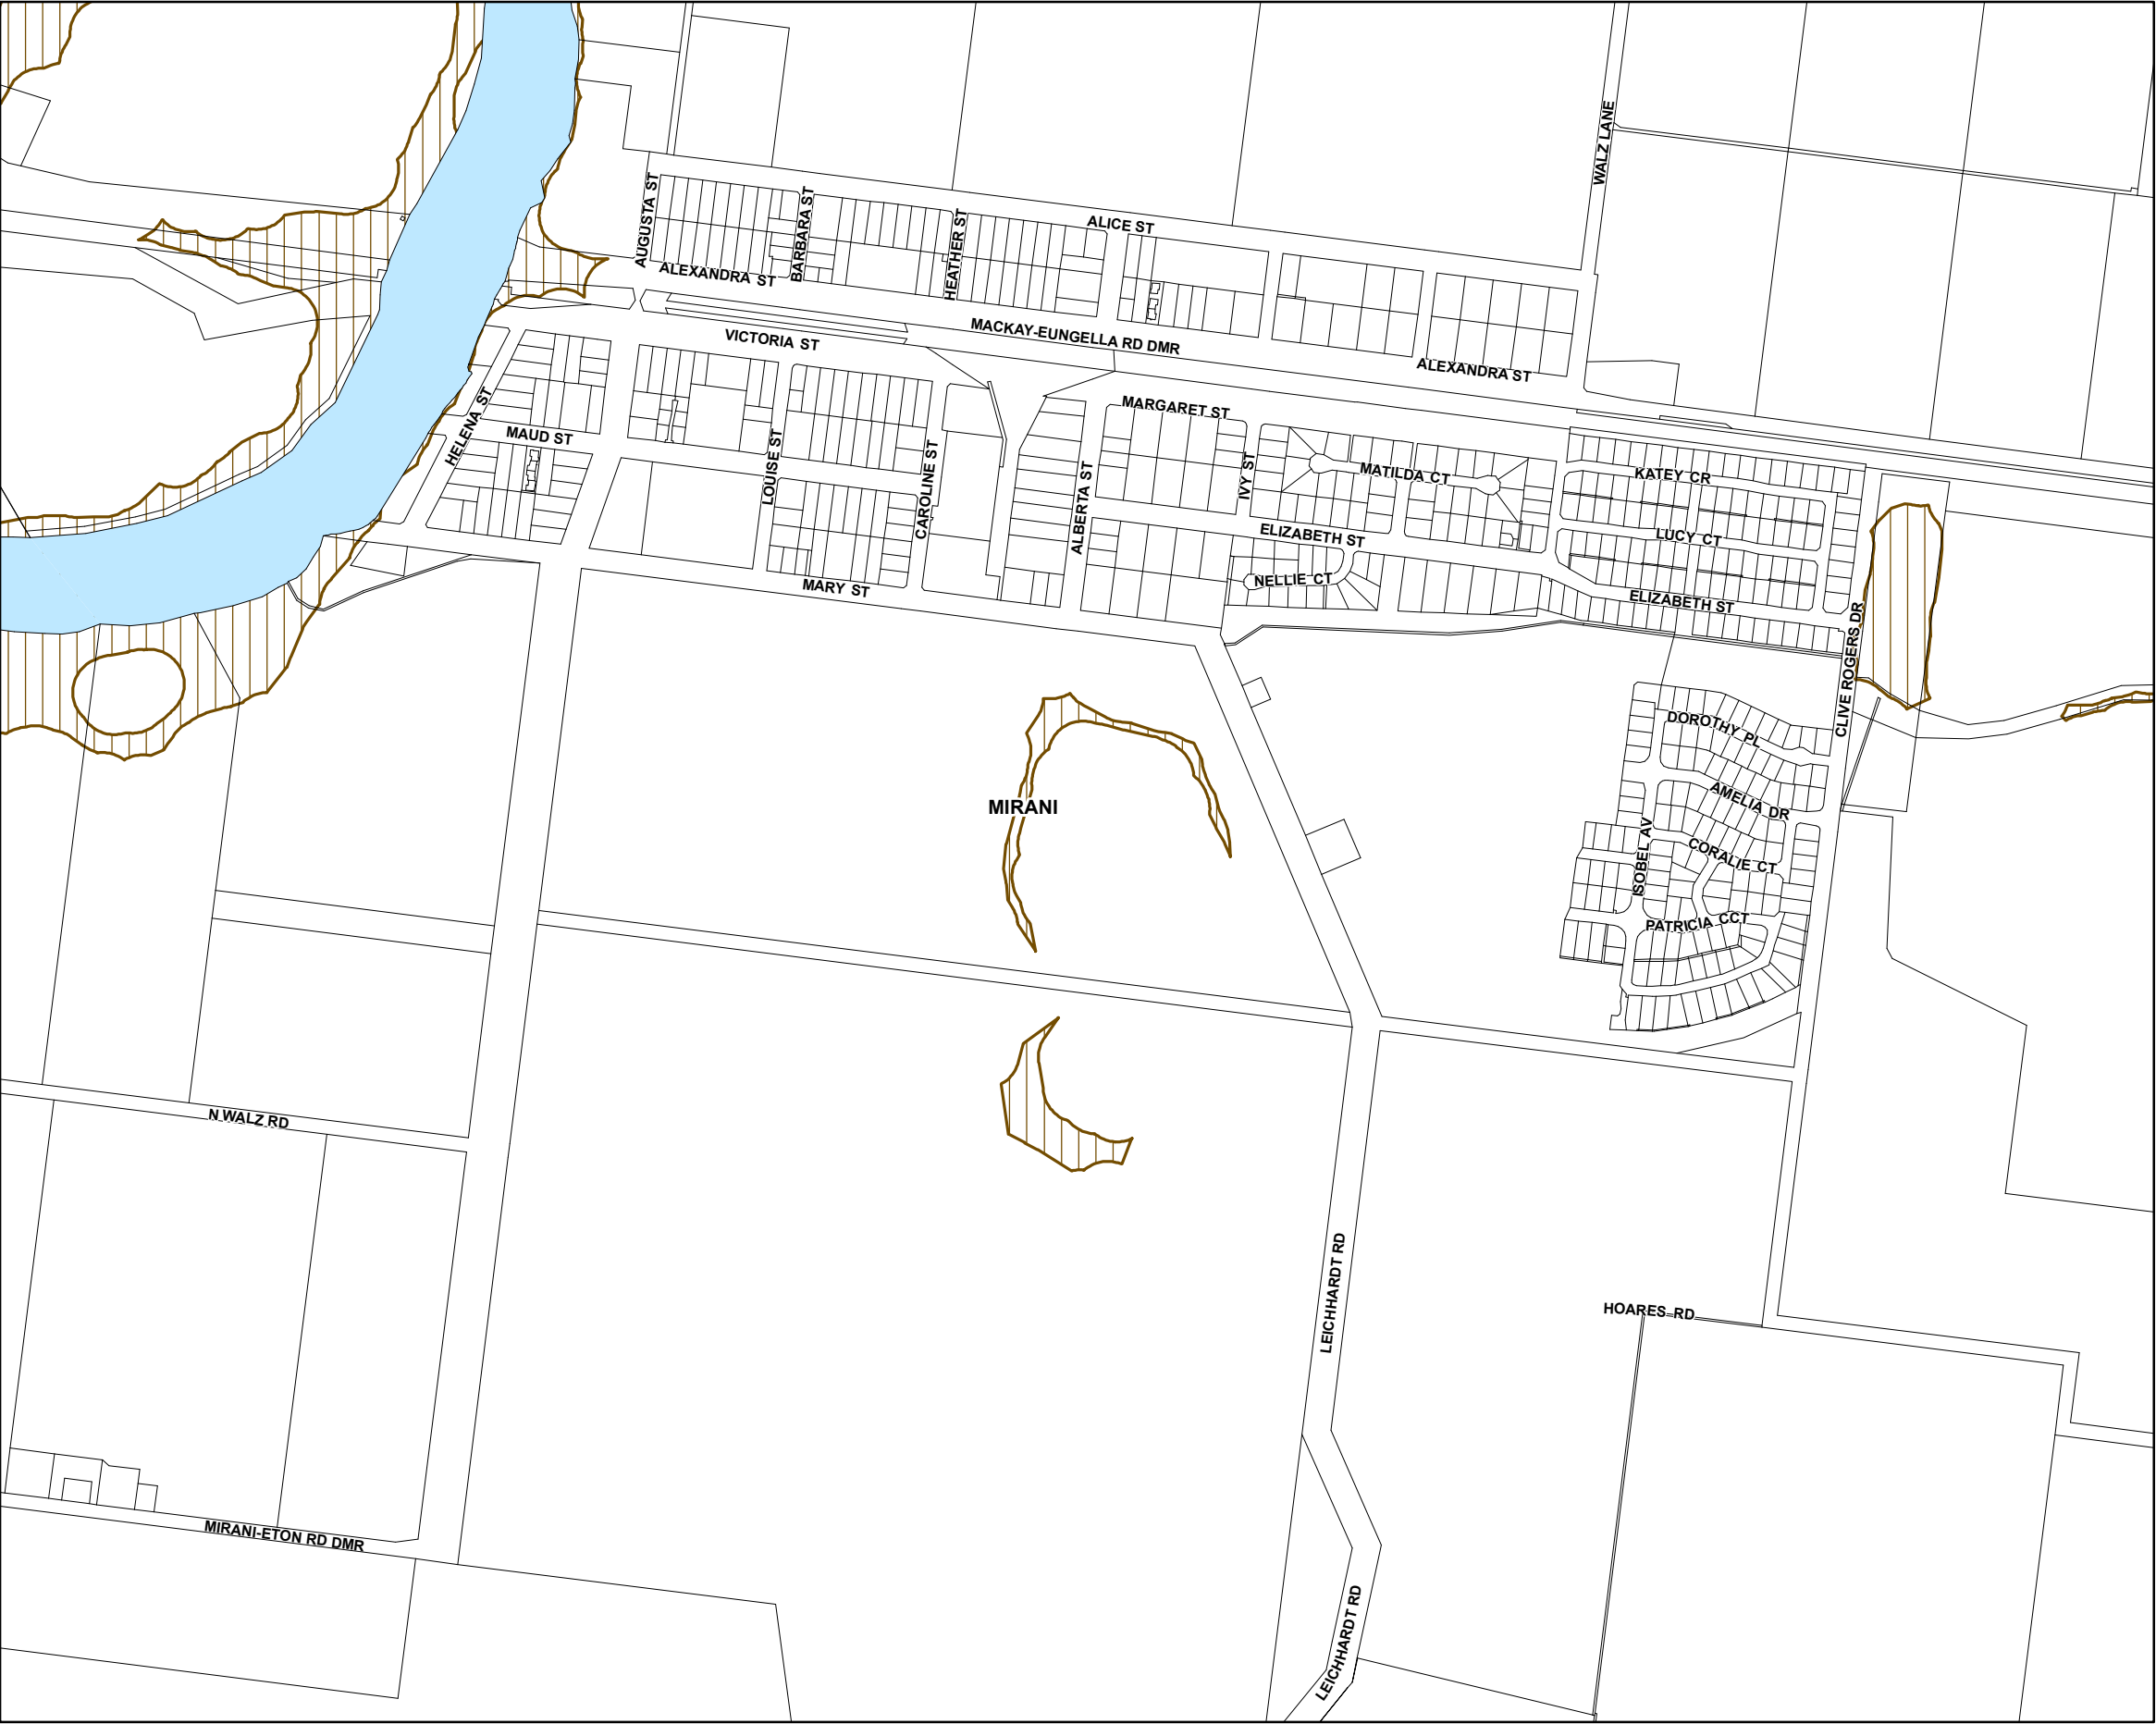 WALZ LANE
AUGUSTA ST
BARBARA ST
HEATHER ST
ALICE ST
ALEXANDRA ST
MACKAY-EUNGELLA RD DMR
VICTORIA ST
ALEXANDRA ST
MARGARET ST
HELENA ST
MAUD ST
LOUISE ST
CAROLINE ST
ALBERTA ST
IVY ST
MATILDA CT
KATEY CR
ELIZABETH ST
LUCY CT
NELLIE CT
MARY ST
ELIZABETH ST
CLIVE ROGERS DR
DOROTHY PL
MIRANI
AMELIA DR
ISOBEL AV
CORALIE CT
PATRICIA CCT
N WALZ RD
LEICHHARDT RD
HOARES RD
MIRANI-ETON RD DMR
LEICHHARDT RD